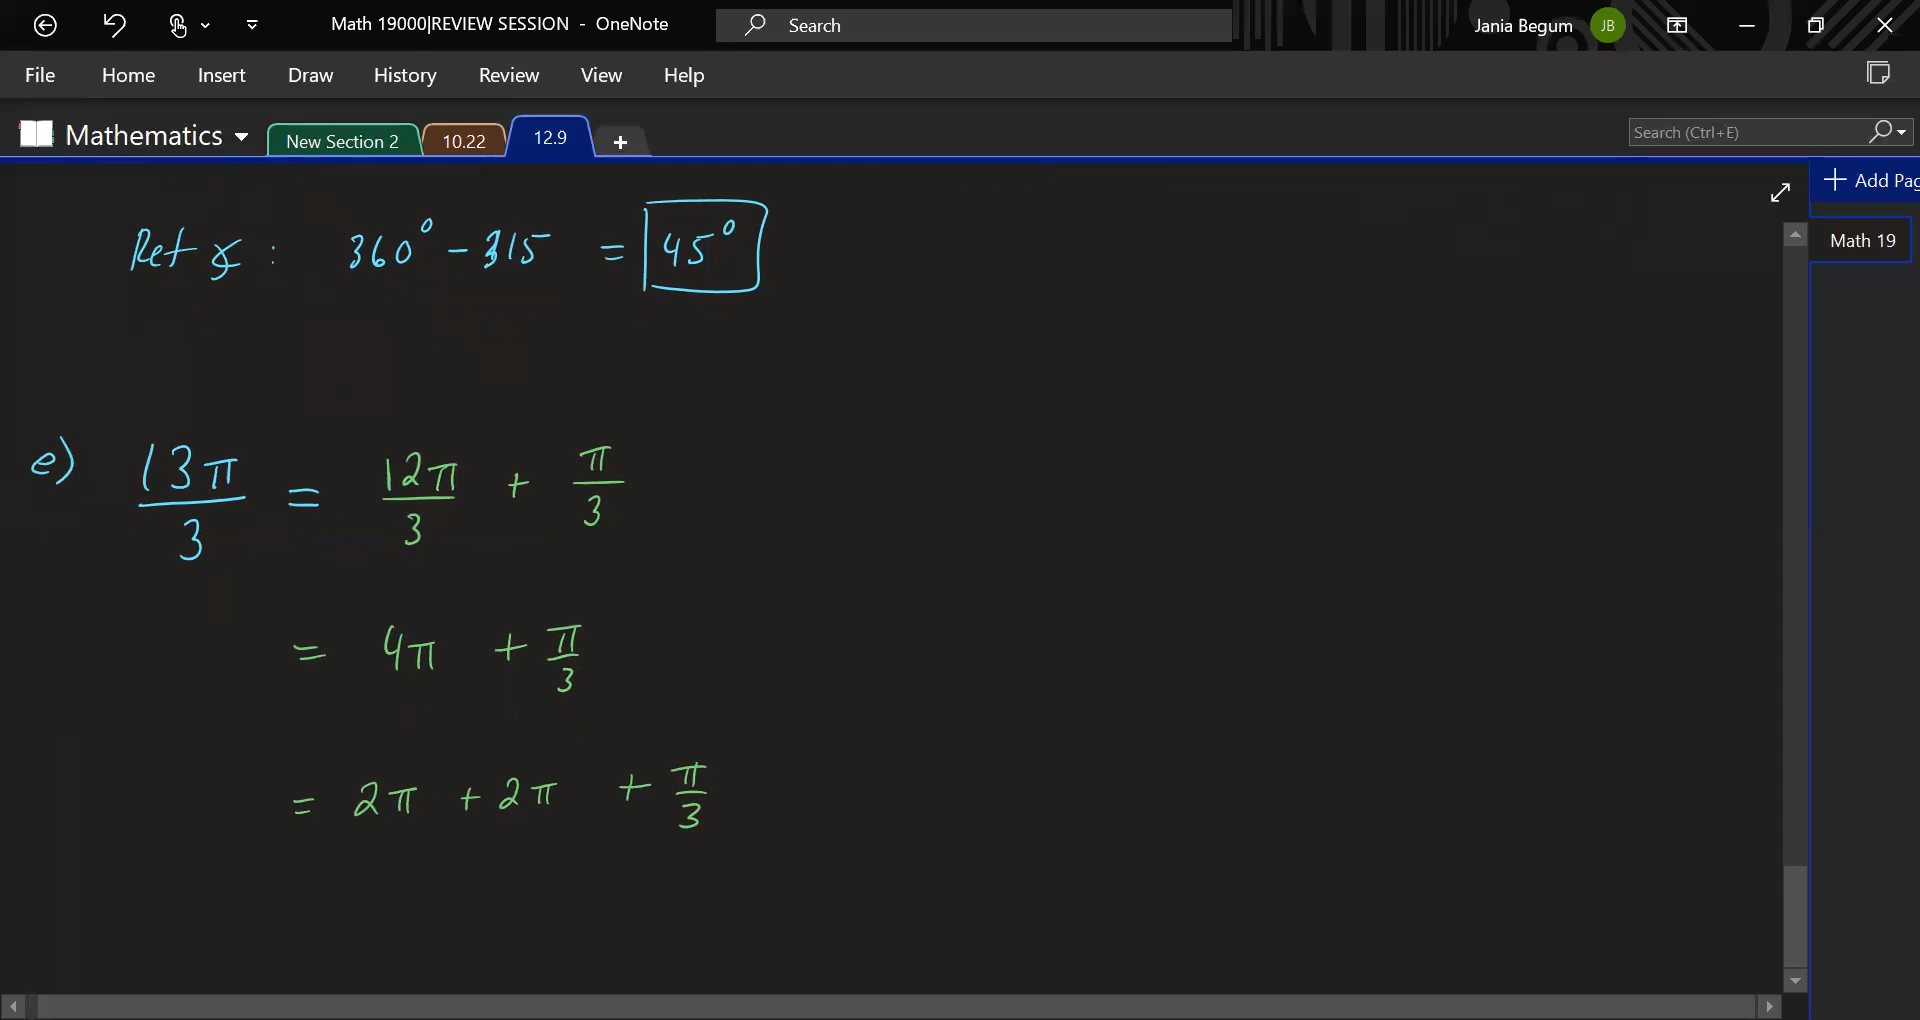 Math 19000|REVIEW SESSION - OneNote
Search
Jania Begum JB
File Home Insert Draw History Review View Help
Mathematics New Section 2 10.22 12.9 +
Search (Ctrl+E)
+ Add Pag
Math 19
Ref ∡ : 360° - 315 = 45°
e) 13π/3 = 12π/3 + π/3
= 4π + π/3
= 2π + 2π + π/3